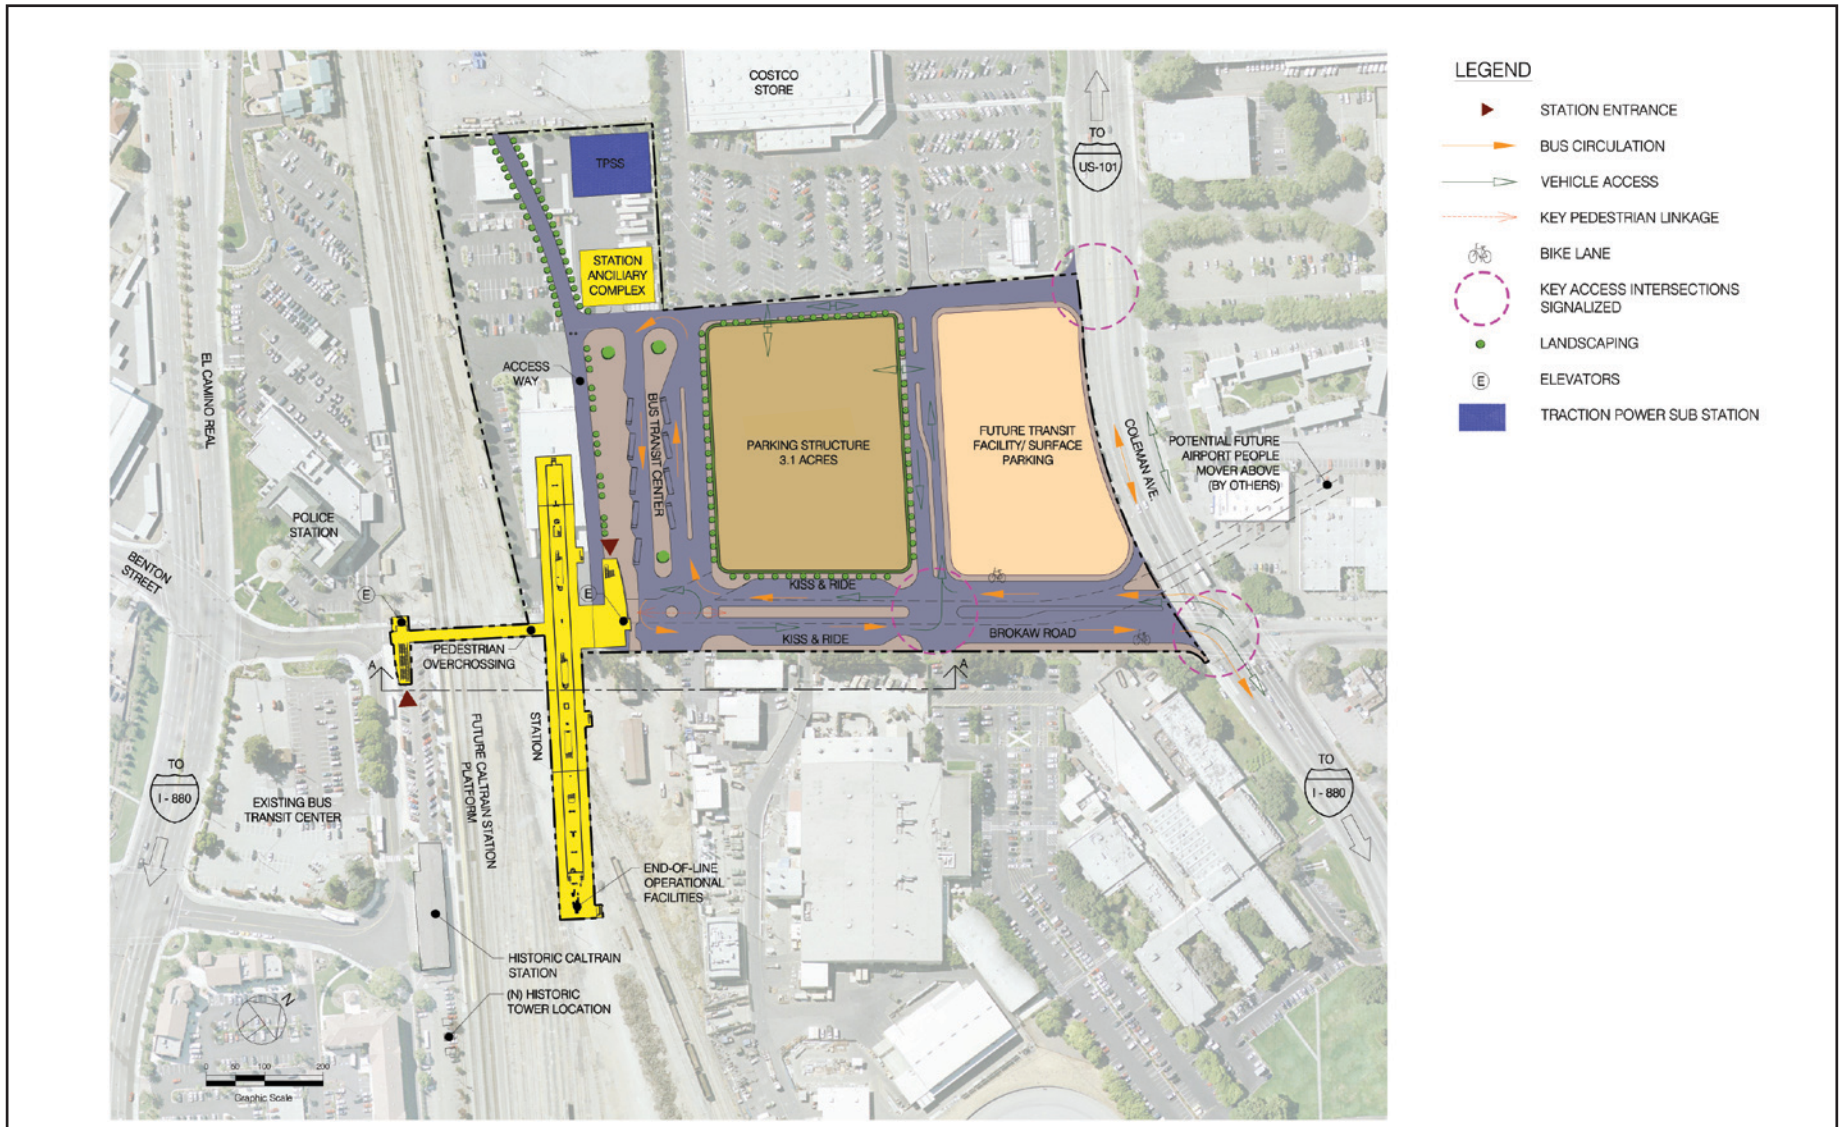 COSTCO
STORE
TO
US-101
TPSS
STATION
ANCILIARY
COMPLEX
ACCESS
WAY
EL CAMINO REAL
BUS TRANSIT CENTER
PARKING STRUCTURE
3.1 ACRES
FUTURE TRANSIT
FACILITY/ SURFACE
PARKING
COLEMAN AVE.
POTENTIAL FUTURE
AIRPORT PEOPLE
MOVER ABOVE
(BY OTHERS)
POLICE
STATION
BENTON
STREET
E
E
KISS & RIDE
KISS & RIDE
BROKAW ROAD
PEDESTRIAN
OVERCROSSING
A
A
STATION
FUTURE CALTRAIN STATION
PLATFORM
TO
I - 880
TO
I - 880
EXISTING BUS
TRANSIT CENTER
END-OF-LINE
OPERATIONAL
FACILITIES
HISTORIC CALTRAIN
STATION
(N) HISTORIC
TOWER LOCATION
N
0 50 100 200
Graphic Scale
LEGEND
STATION ENTRANCE
BUS CIRCULATION
VEHICLE ACCESS
KEY PEDESTRIAN LINKAGE
BIKE LANE
KEY ACCESS INTERSECTIONS
SIGNALIZED
LANDSCAPING
E ELEVATORS
TRACTION POWER SUB STATION